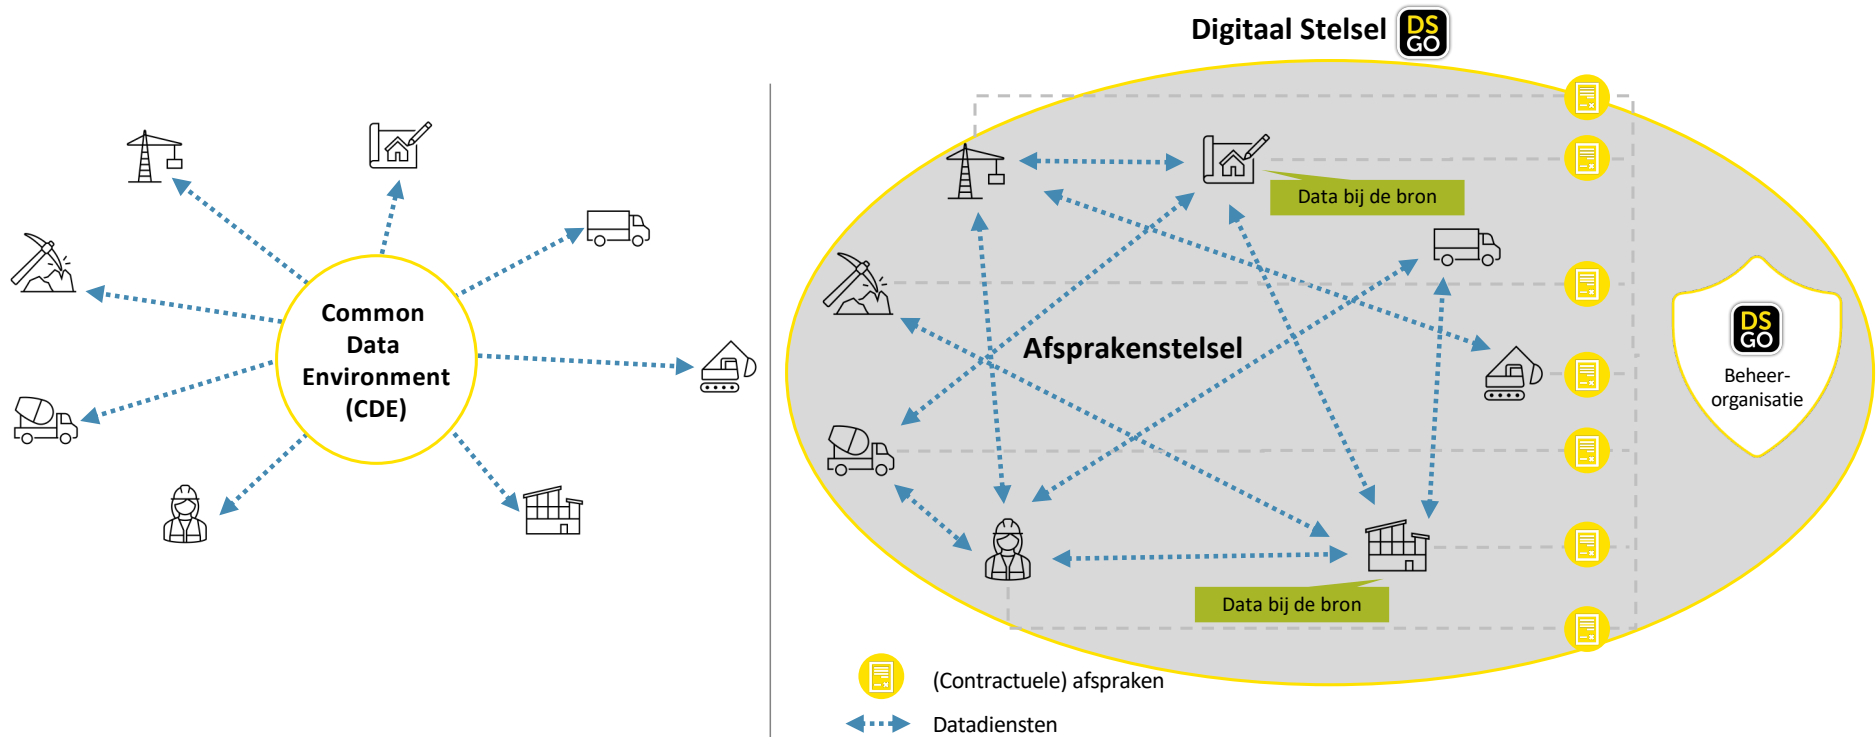 Common
Data
Environment
(CDE)
Digitaal Stelsel
DS
GO
Data bij de bron
Afsprakenstelsel
DS
GO
Beheer-
organisatie
Data bij de bron
(Contractuele) afspraken
Datadiensten